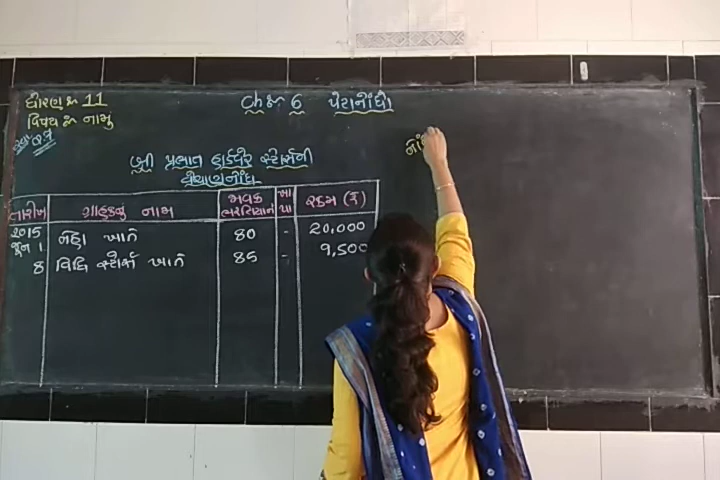 ધોરણ ઃ 11
વિષય ઃ નામુ
Ch ઃ 6 પેટાનોંધો
શ્રી પ્રભાત હાર્ડવેર સ્ટોર્સની
વેચાણનોંધ
તારીખ ગ્રાહકનું નામ જાવક ભરતિયાનં ખા પા રકમ (₹)
2015
જૂન 1 નેહા ખાતે 80 - 20,000
8 વિધિ સ્ટોર્સ ખાતે 85 - 9,500